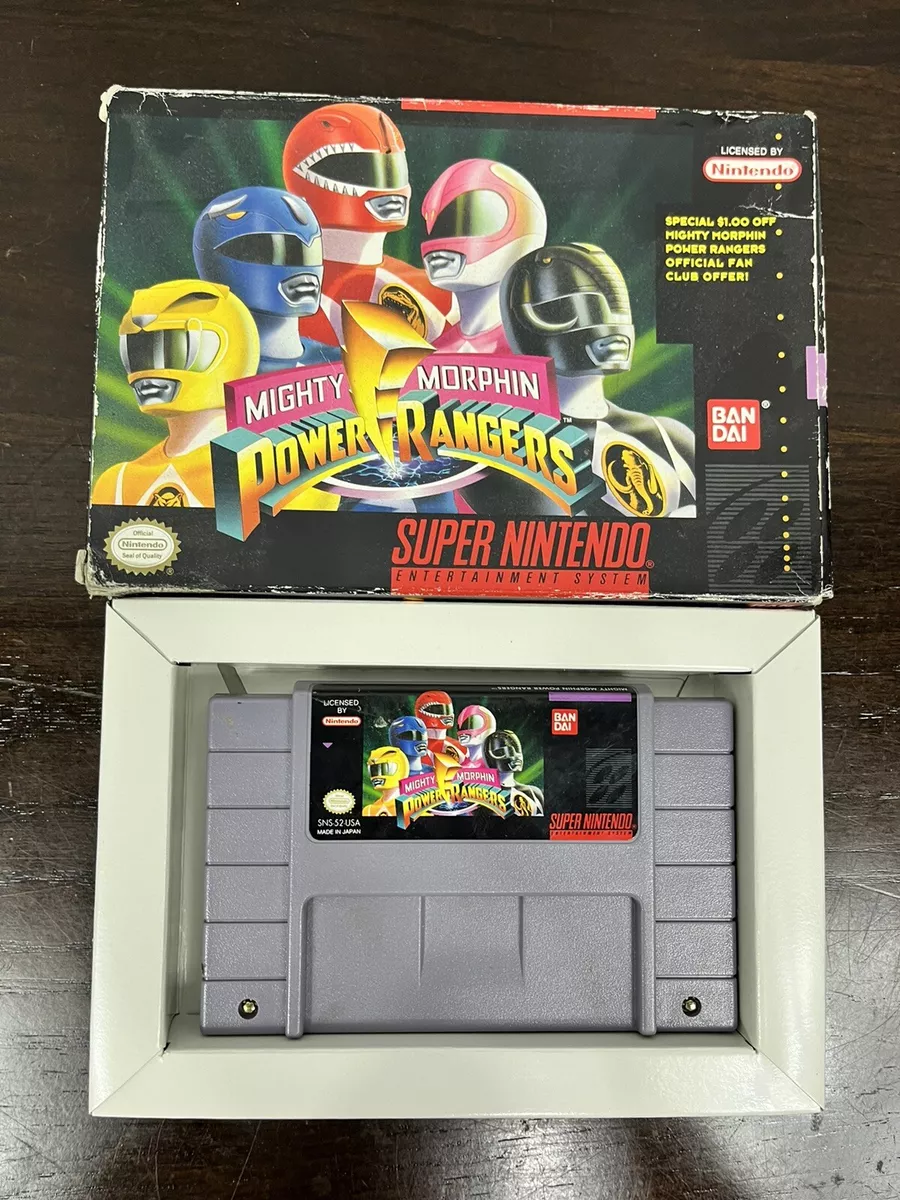 LICENSED BY
Nintendo
SPECIAL $1.00 OFF
MIGHTY MORPHIN
POWER RANGERS
OFFICIAL FAN
CLUB OFFER!
MIGHTY MORPHIN
POWER RANGERS™
BAN
DAI
®
Official
Nintendo
Seal of Quality
®
SUPER NINTENDO®
ENTERTAINMENT SYSTEM
MIGHTY MORPHIN POWER RANGERS™
LICENSED
BY
Nintendo
BAN
DAI
MIGHTY MORPHIN
POWER RANGERS
SNS-52-USA
MADE IN JAPAN
SUPER NINTENDO
ENTERTAINMENT SYSTEM